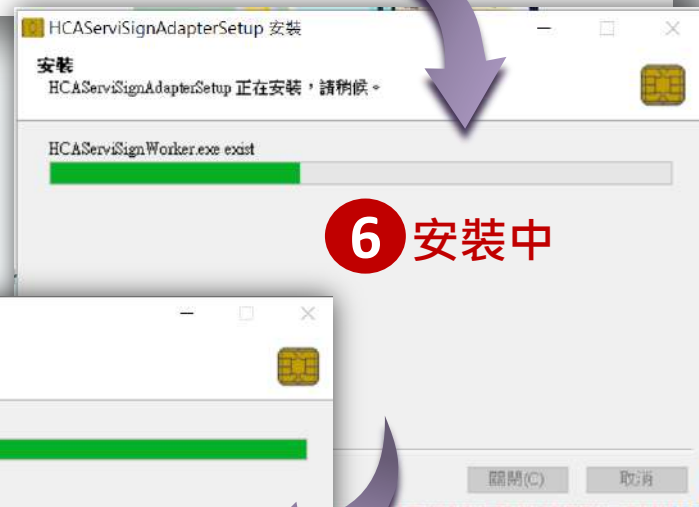 HCAServiSignAdapterSetup 安裝
安裝
HCAServiSignAdapterSetup 正在安裝，請稍候。
HCAServiSignWorker.exe exist
6 安裝中
關閉(C) 取消